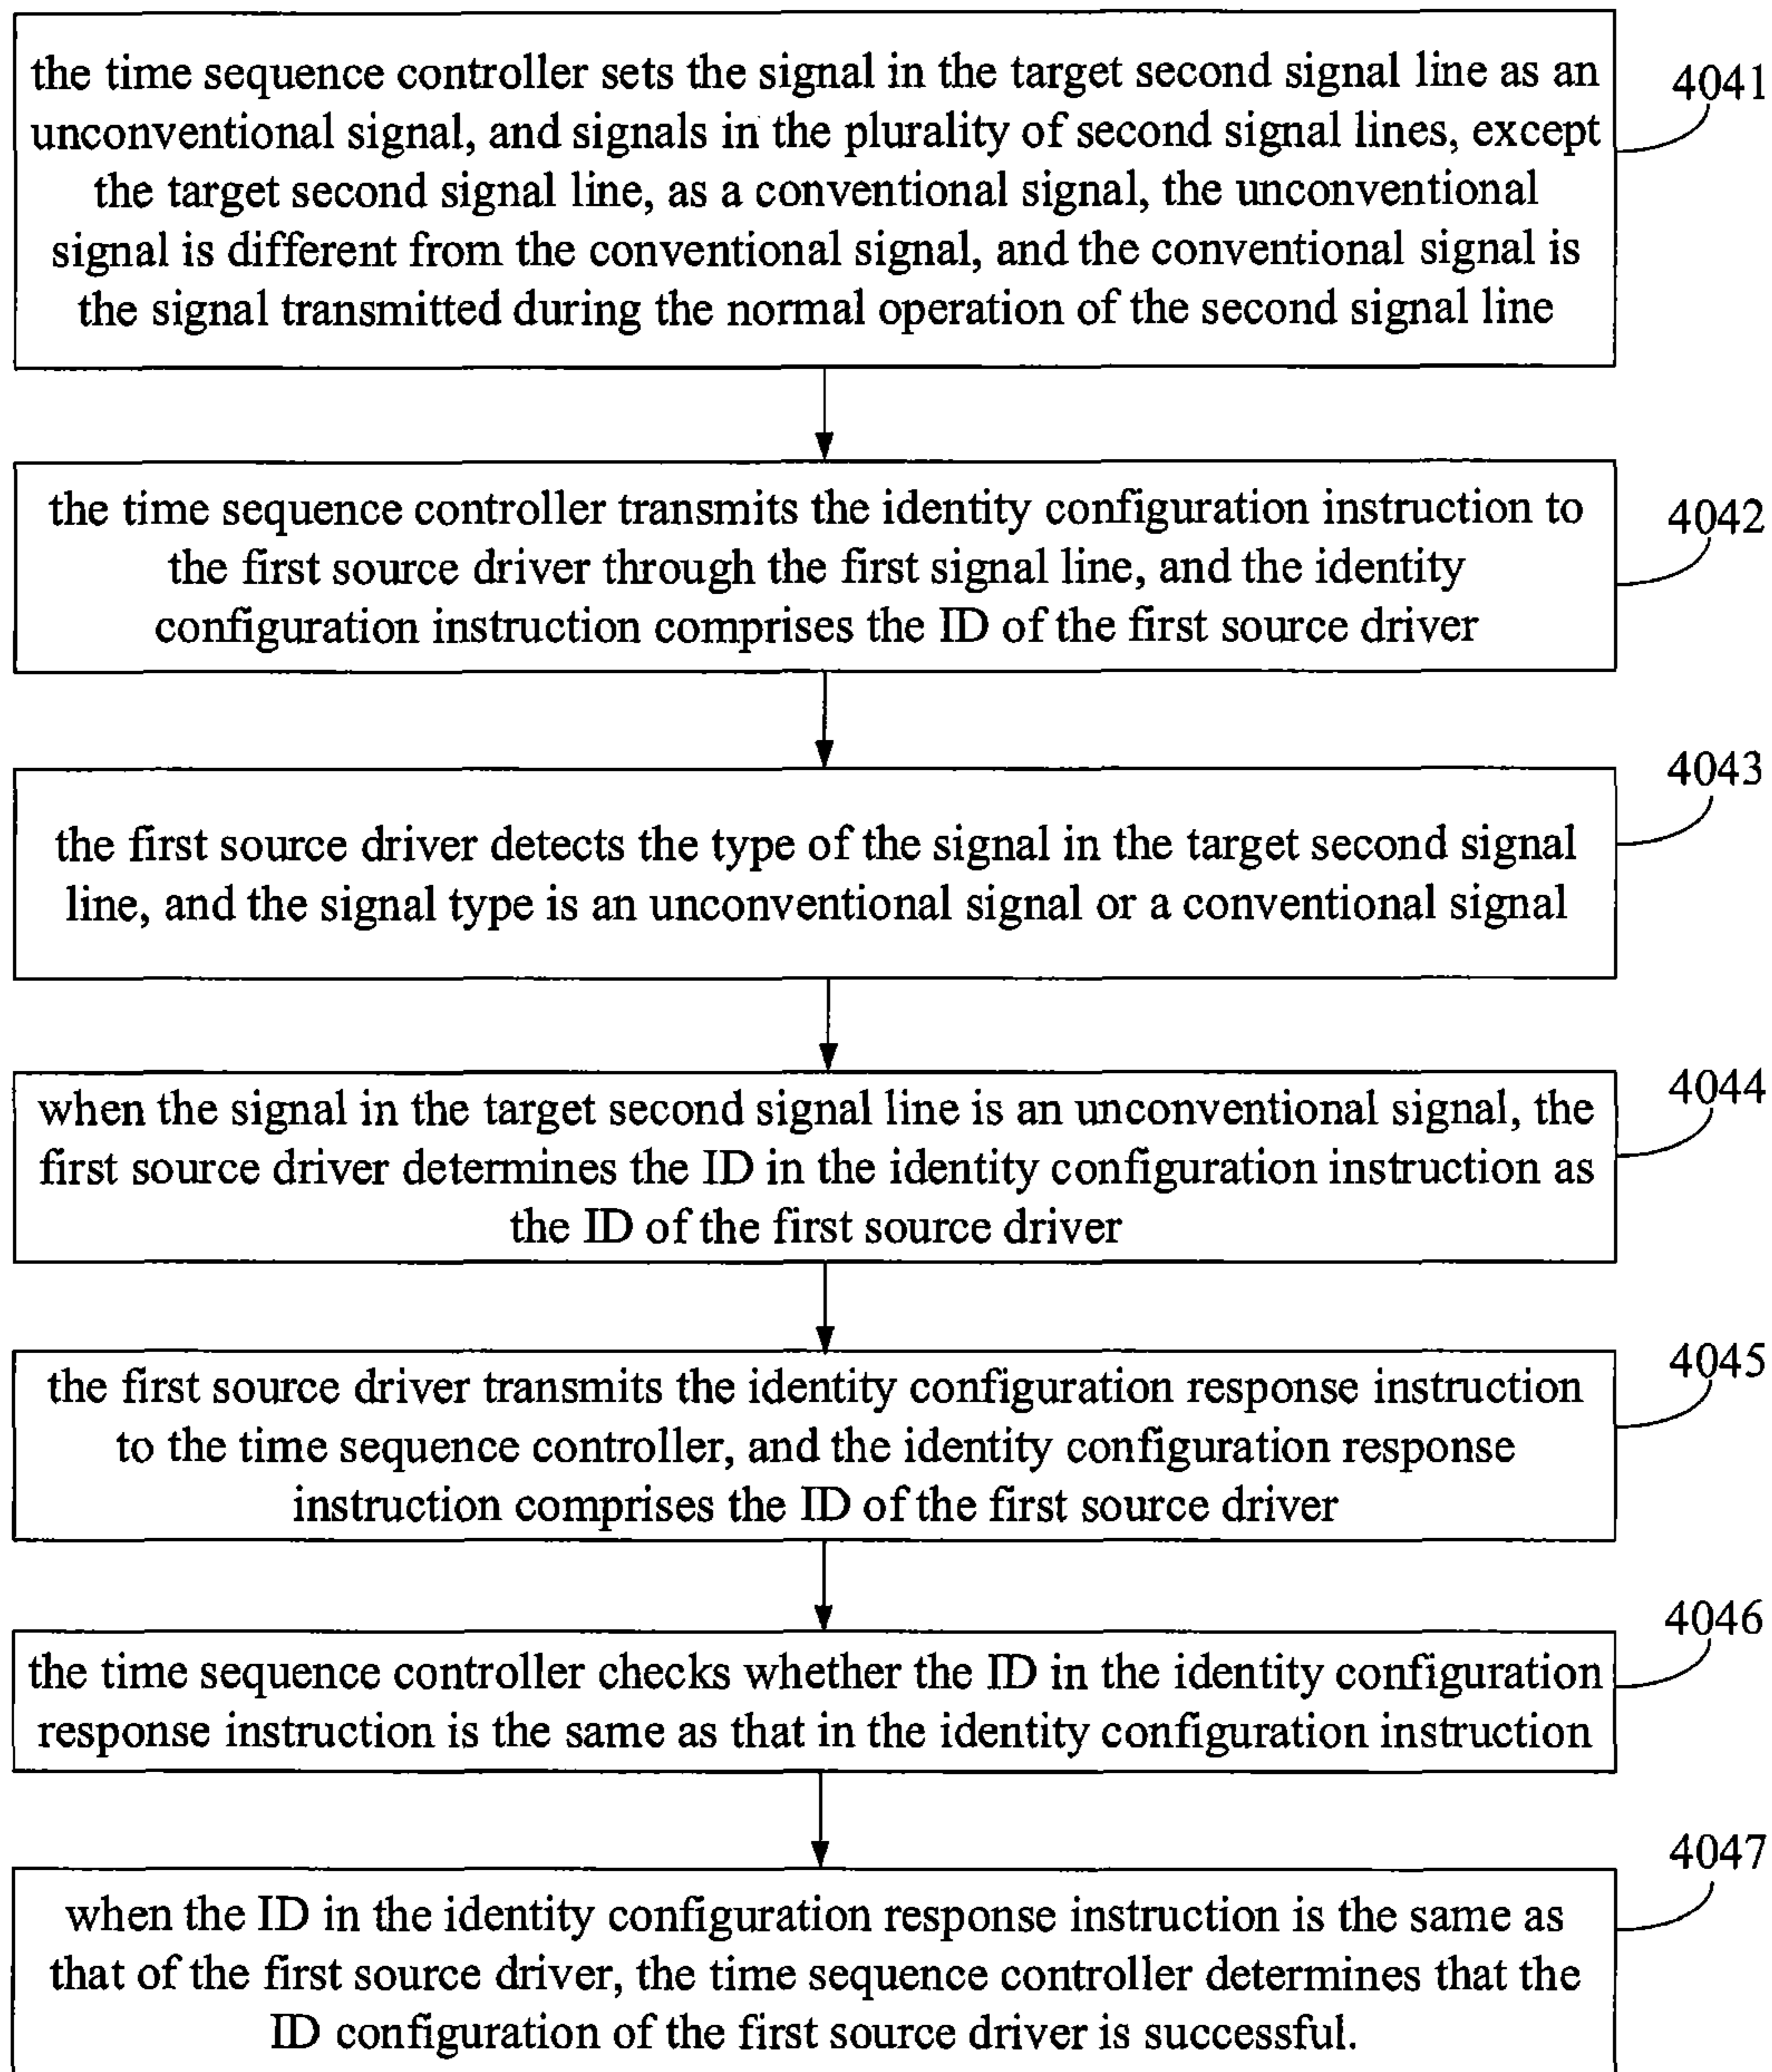 the time sequence controller sets the signal in the target second signal line as an
unconventional signal, and signals in the plurality of second signal lines, except
the target second signal line, as a conventional signal, the unconventional
signal is different from the conventional signal, and the conventional signal is
the signal transmitted during the normal operation of the second signal line
4041
the time sequence controller transmits the identity configuration instruction to
the first source driver through the first signal line, and the identity
configuration instruction comprises the ID of the first source driver
4042
the first source driver detects the type of the signal in the target second signal
line, and the signal type is an unconventional signal or a conventional signal
4043
when the signal in the target second signal line is an unconventional signal, the
first source driver determines the ID in the identity configuration instruction as
the ID of the first source driver
4044
the first source driver transmits the identity configuration response instruction
to the time sequence controller, and the identity configuration response
instruction comprises the ID of the first source driver
4045
the time sequence controller checks whether the ID in the identity configuration
response instruction is the same as that in the identity configuration instruction
4046
when the ID in the identity configuration response instruction is the same as
that of the first source driver, the time sequence controller determines that the
ID configuration of the first source driver is successful.
4047